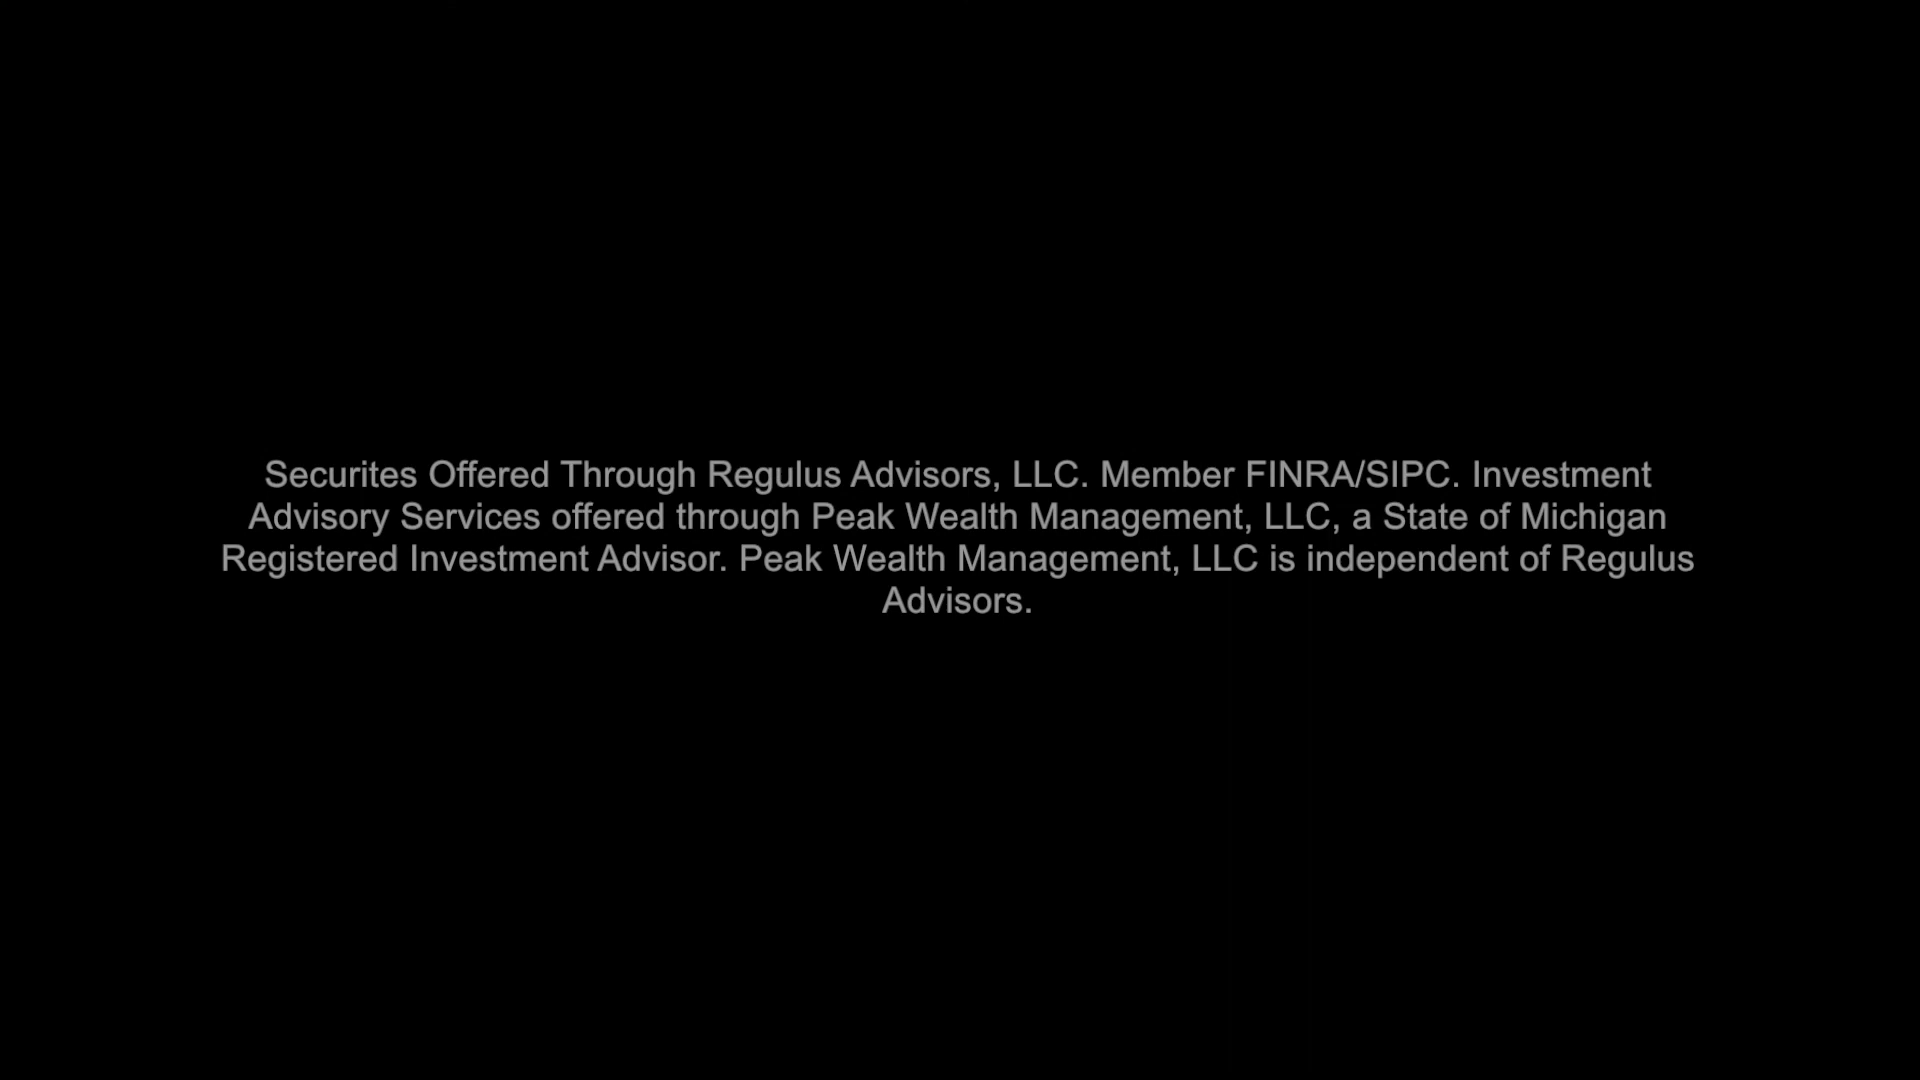 Securites Offered Through Regulus Advisors, LLC. Member FINRA/SIPC. Investment
Advisory Services offered through Peak Wealth Management, LLC, a State of Michigan
Registered Investment Advisor. Peak Wealth Management, LLC is independent of Regulus
Advisors.